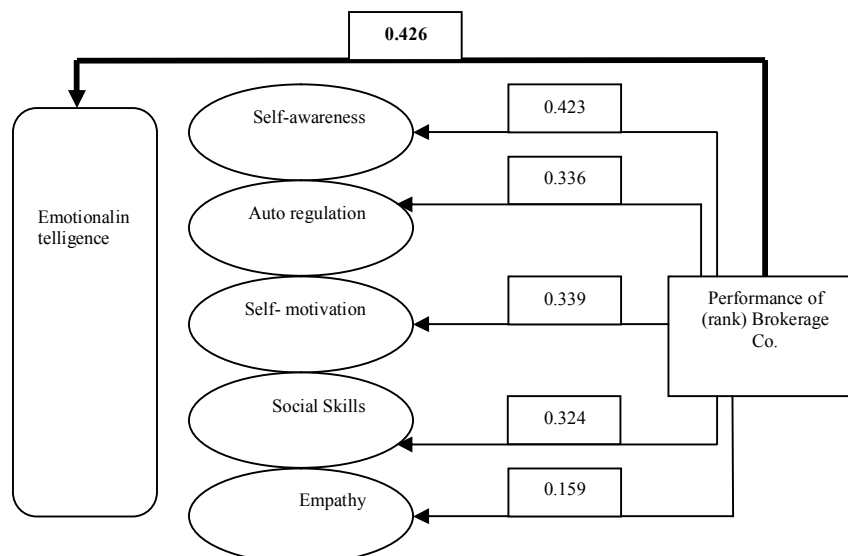 0.426
Self-awareness
0.423
Auto regulation
0.336
Emotionalin
telligence
Self- motivation
0.339
Performance of
(rank) Brokerage
Co.
Social Skills
0.324
Empathy
0.159